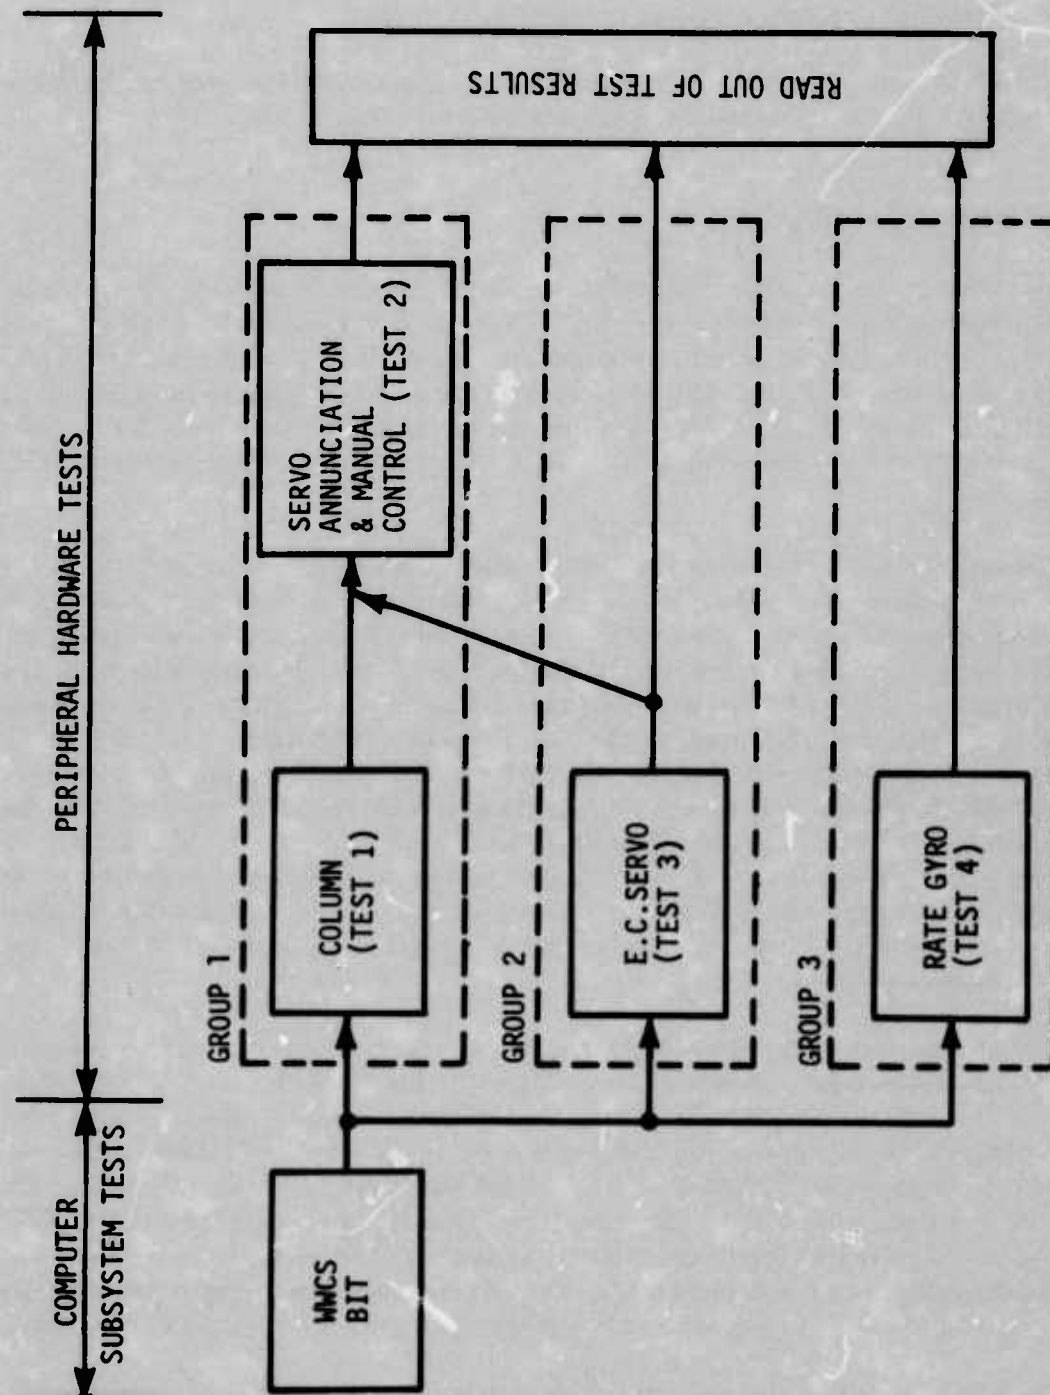 COMPUTER
SUBSYSTEM TESTS
PERIPHERAL HARDWARE TESTS
WWCS
BIT
GROUP 1
COLUMN
(TEST 1)
SERVO
ANNUNCIATION
& MANUAL
CONTROL (TEST 2)
GROUP 2
E.C.SERVO
(TEST 3)
GROUP 3
RATE GYRO
(TEST 4)
READ OUT OF TEST RESULTS